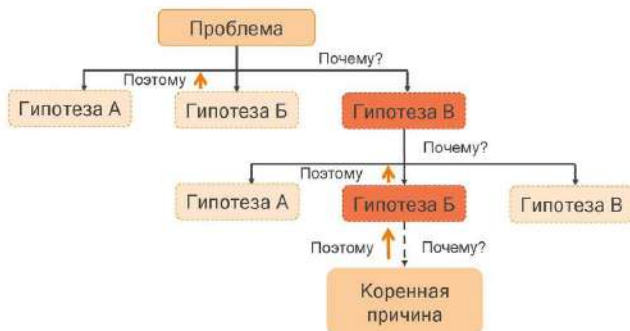 Проблема
Почему?
Поэтому
Гипотеза А
Гипотеза Б
Гипотеза В
Почему?
Поэтому
Гипотеза А
Гипотеза Б
Гипотеза В
Поэтому
Почему?
Коренная
причина